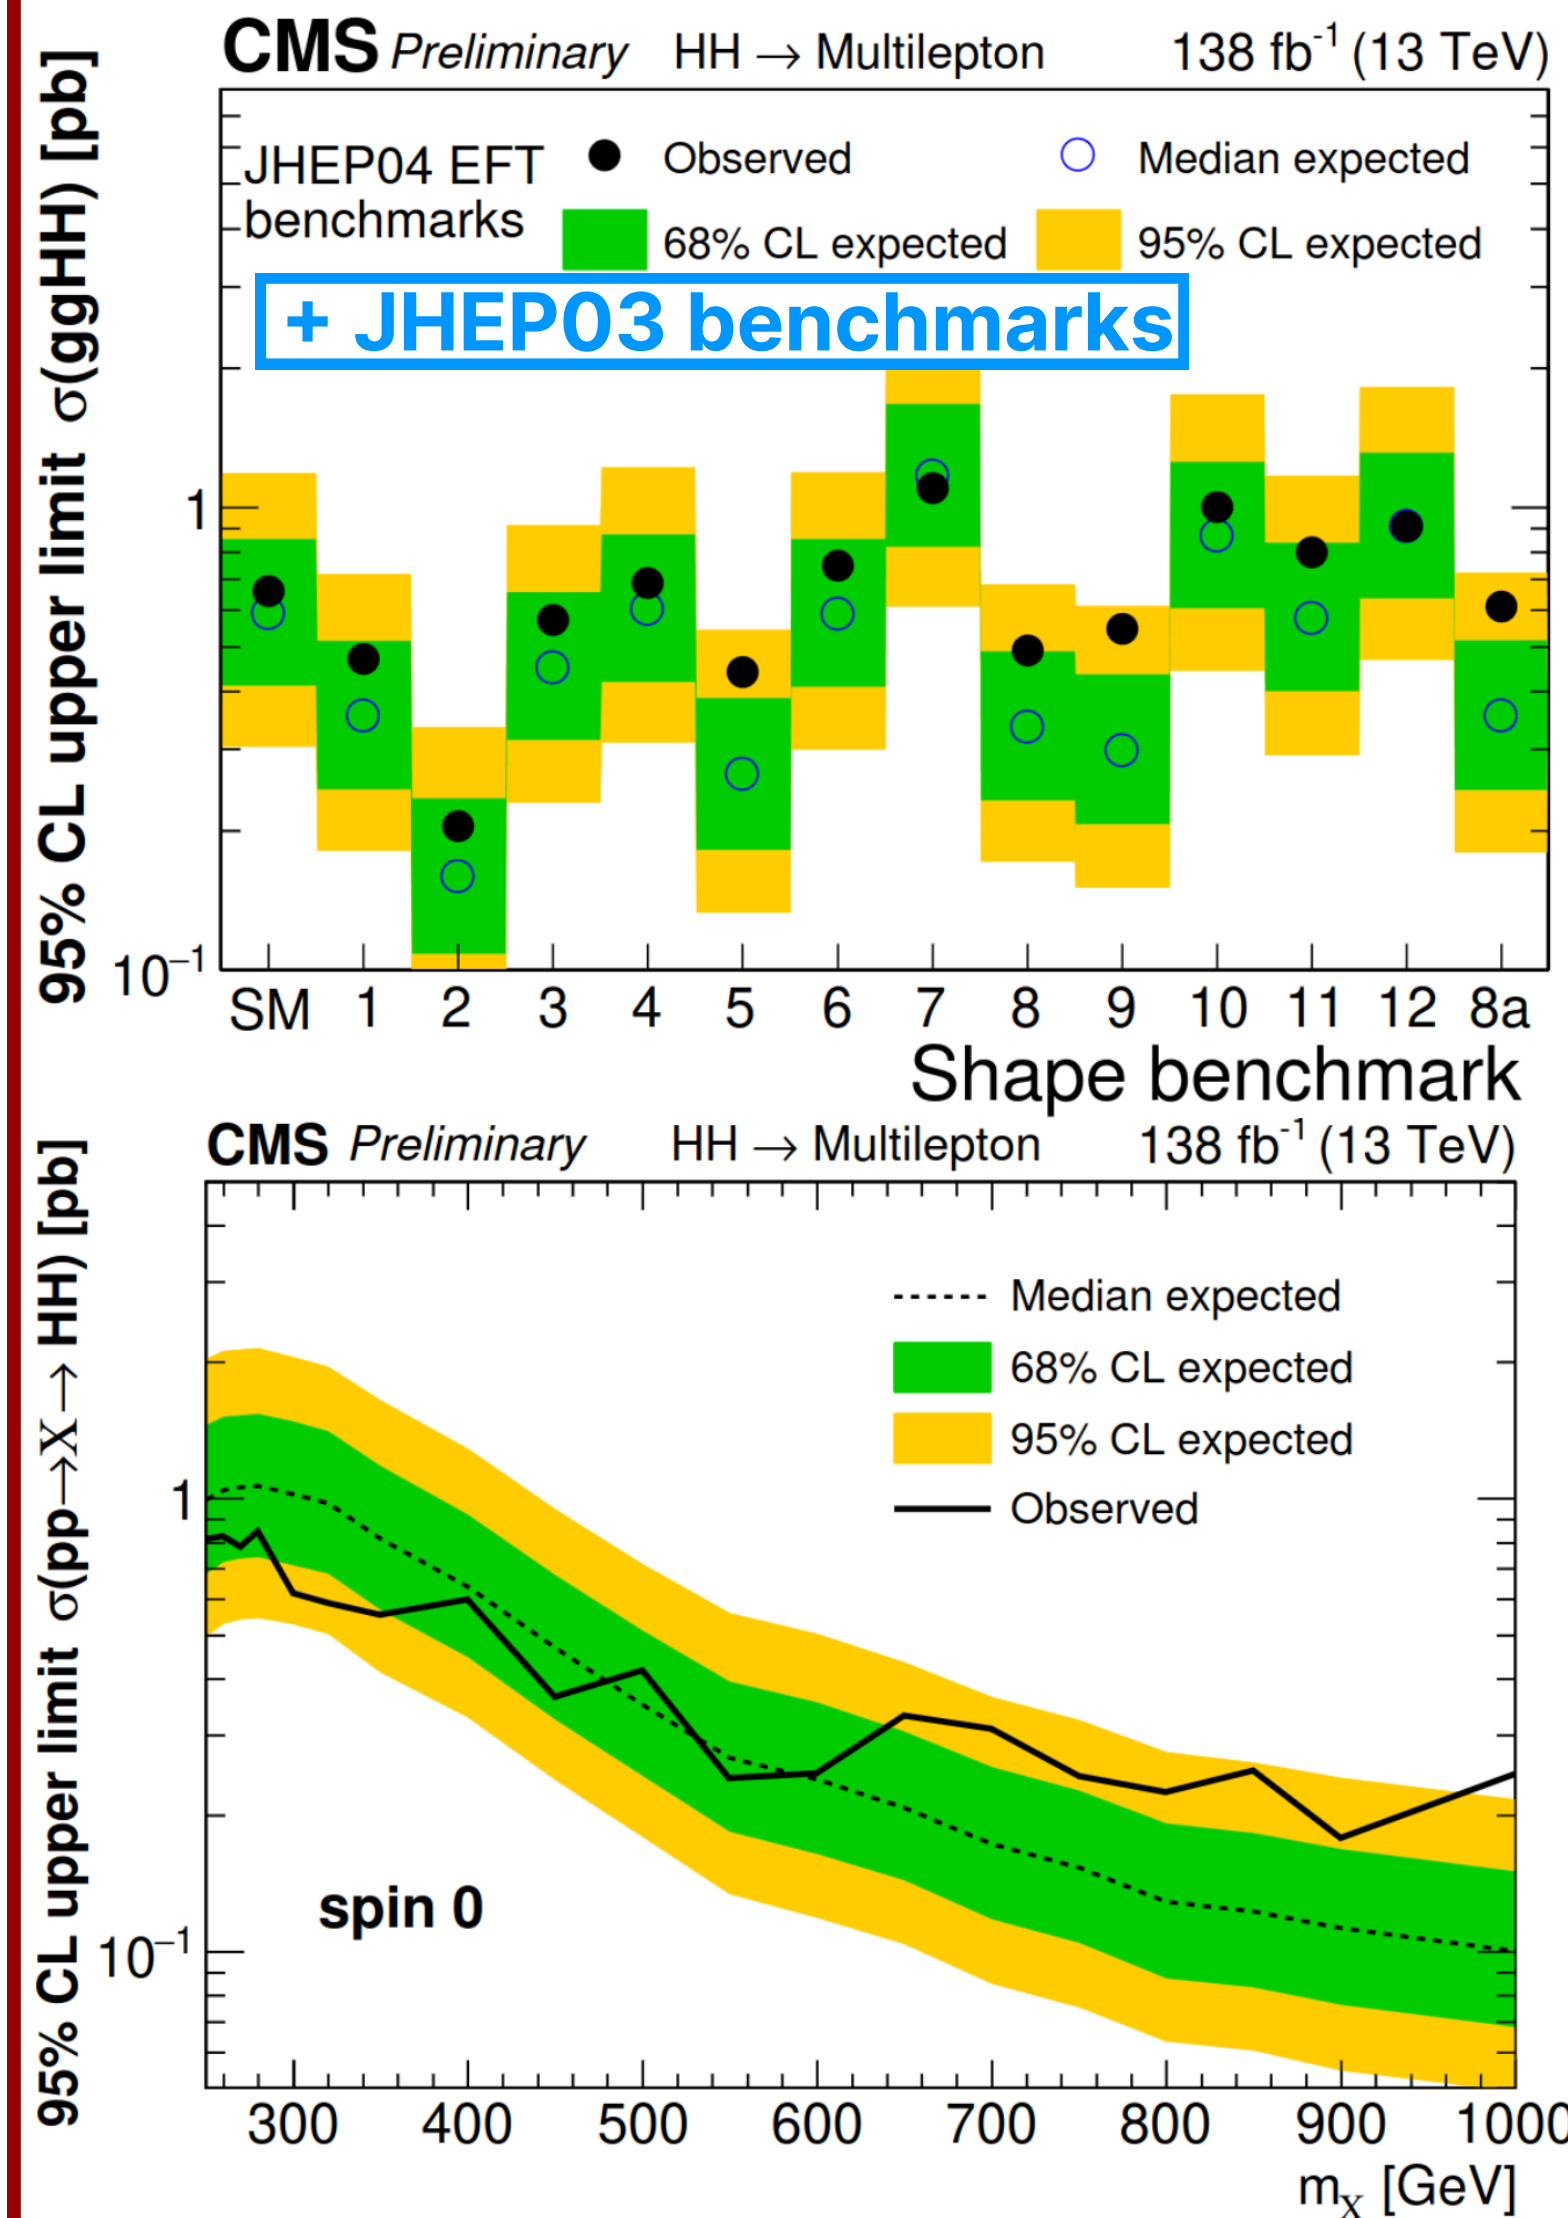 CMS Preliminary HH → Multilepton 138 fb⁻¹ (13 TeV)
95% CL upper limit σ(ggHH) [pb]
JHEP04 EFT benchmarks
Observed
Median expected
68% CL expected
95% CL expected
+ JHEP03 benchmarks
1
10⁻¹
SM 1 2 3 4 5 6 7 8 9 10 11 12 8a
Shape benchmark
CMS Preliminary HH → Multilepton 138 fb⁻¹ (13 TeV)
95% CL upper limit σ(pp→X→ HH) [pb]
Median expected
68% CL expected
95% CL expected
Observed
1
spin 0
10⁻¹
300 400 500 600 700 800 900 1000
mX [GeV]